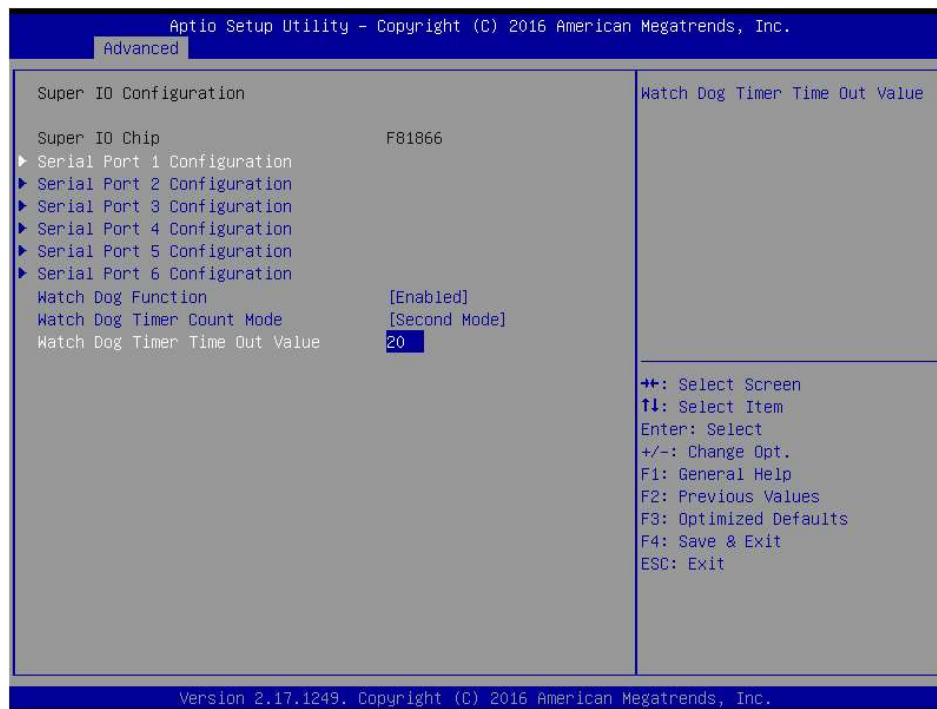 Aptio Setup Utility – Copyright (C) 2016 American Megatrends, Inc.
Advanced
Super IO Configuration
Super IO Chip F81866
Serial Port 1 Configuration
Serial Port 2 Configuration
Serial Port 3 Configuration
Serial Port 4 Configuration
Serial Port 5 Configuration
Serial Port 6 Configuration
Watch Dog Function [Enabled]
Watch Dog Timer Count Mode [Second Mode]
Watch Dog Timer Time Out Value 20
Watch Dog Timer Time Out Value
→←: Select Screen
↑↓: Select Item
Enter: Select
+/-: Change Opt.
F1: General Help
F2: Previous Values
F3: Optimized Defaults
F4: Save & Exit
ESC: Exit
Version 2.17.1249. Copyright (C) 2016 American Megatrends, Inc.